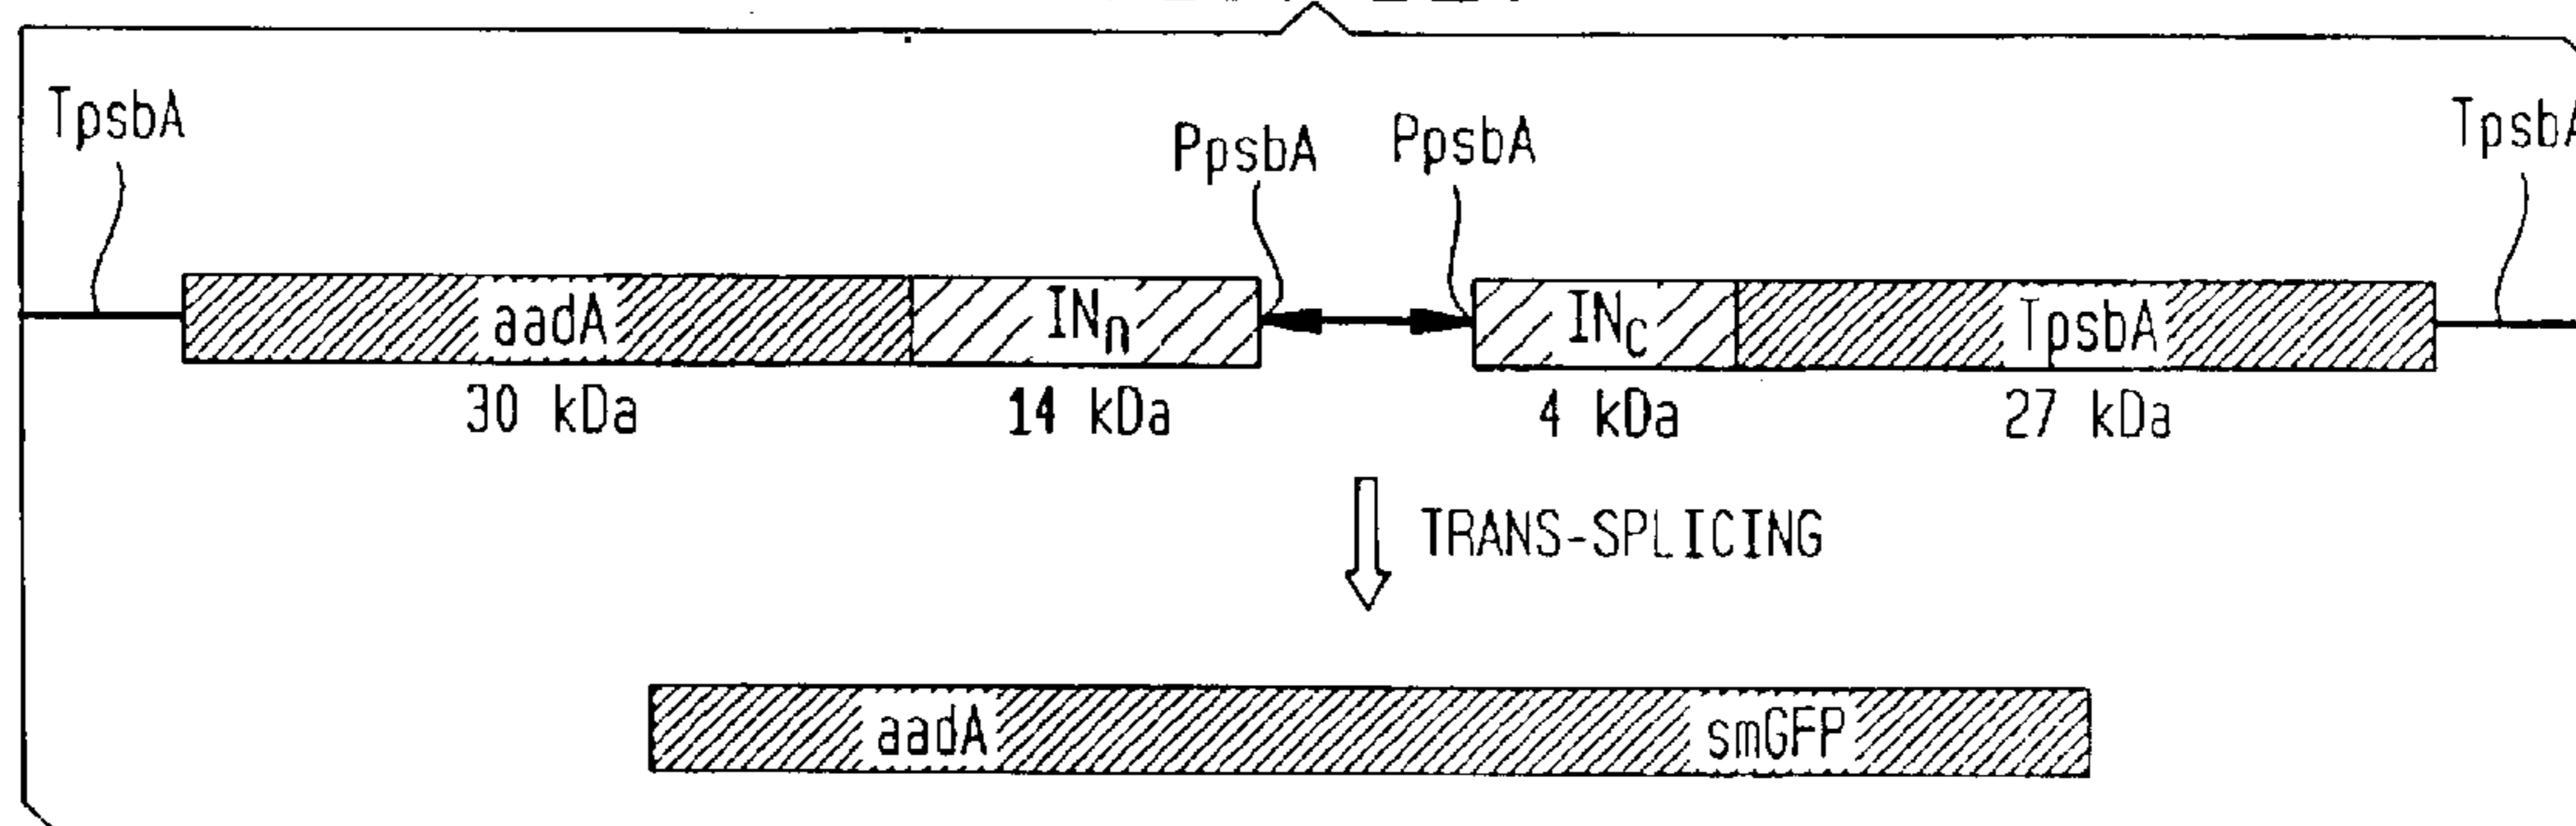 TpsbA
PpsbA
PpsbA
TpsbA
aadA
INn
INc
TpsbA
30 kDa
14 kDa
4 kDa
27 kDa
TRANS-SPLICING
aadA
smGFP